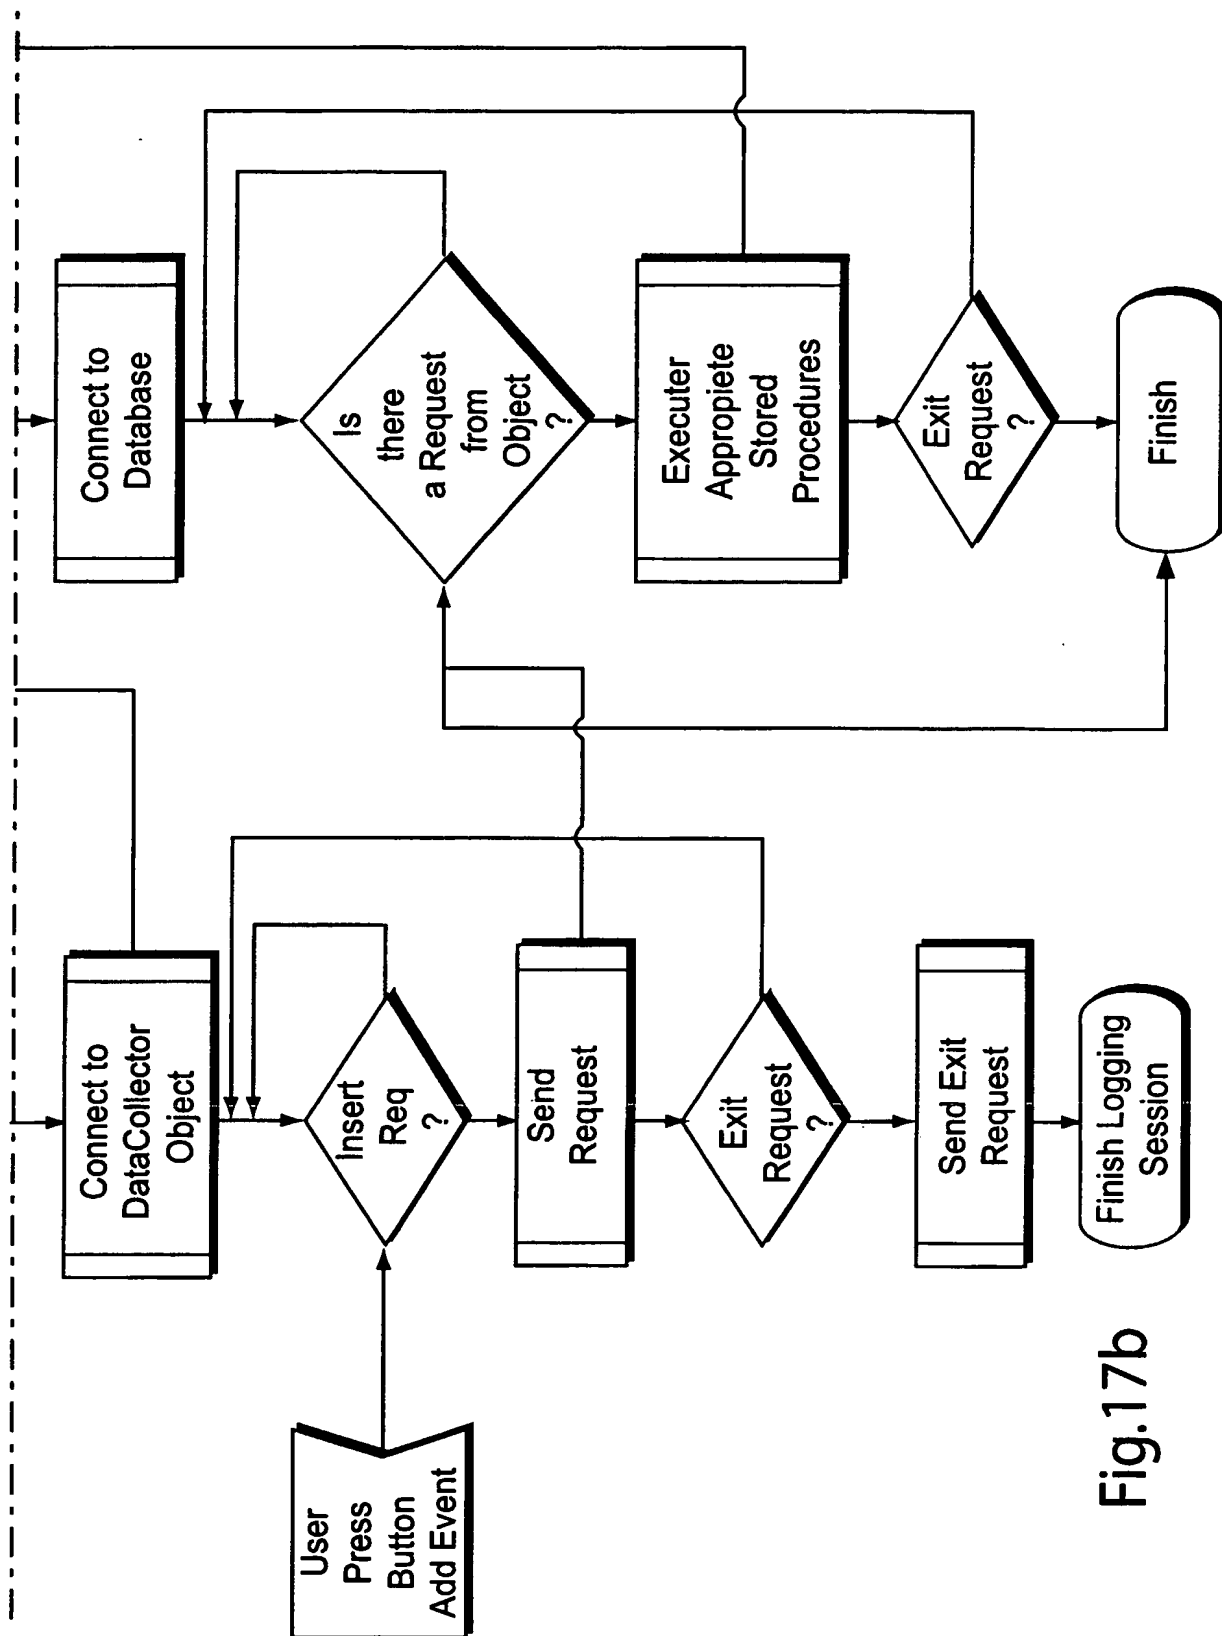 User
Press
Button
Add Event
Connect to
DataCollector
Object
Insert
Req
?
Send
Request
Exit
Request
?
Send Exit
Request
Finish Logging
Session
Connect to
Database
Is
there
a Request
from
Object
?
Executer
Appropiete
Stored
Procedures
Exit
Request
?
Finish
Fig.17b